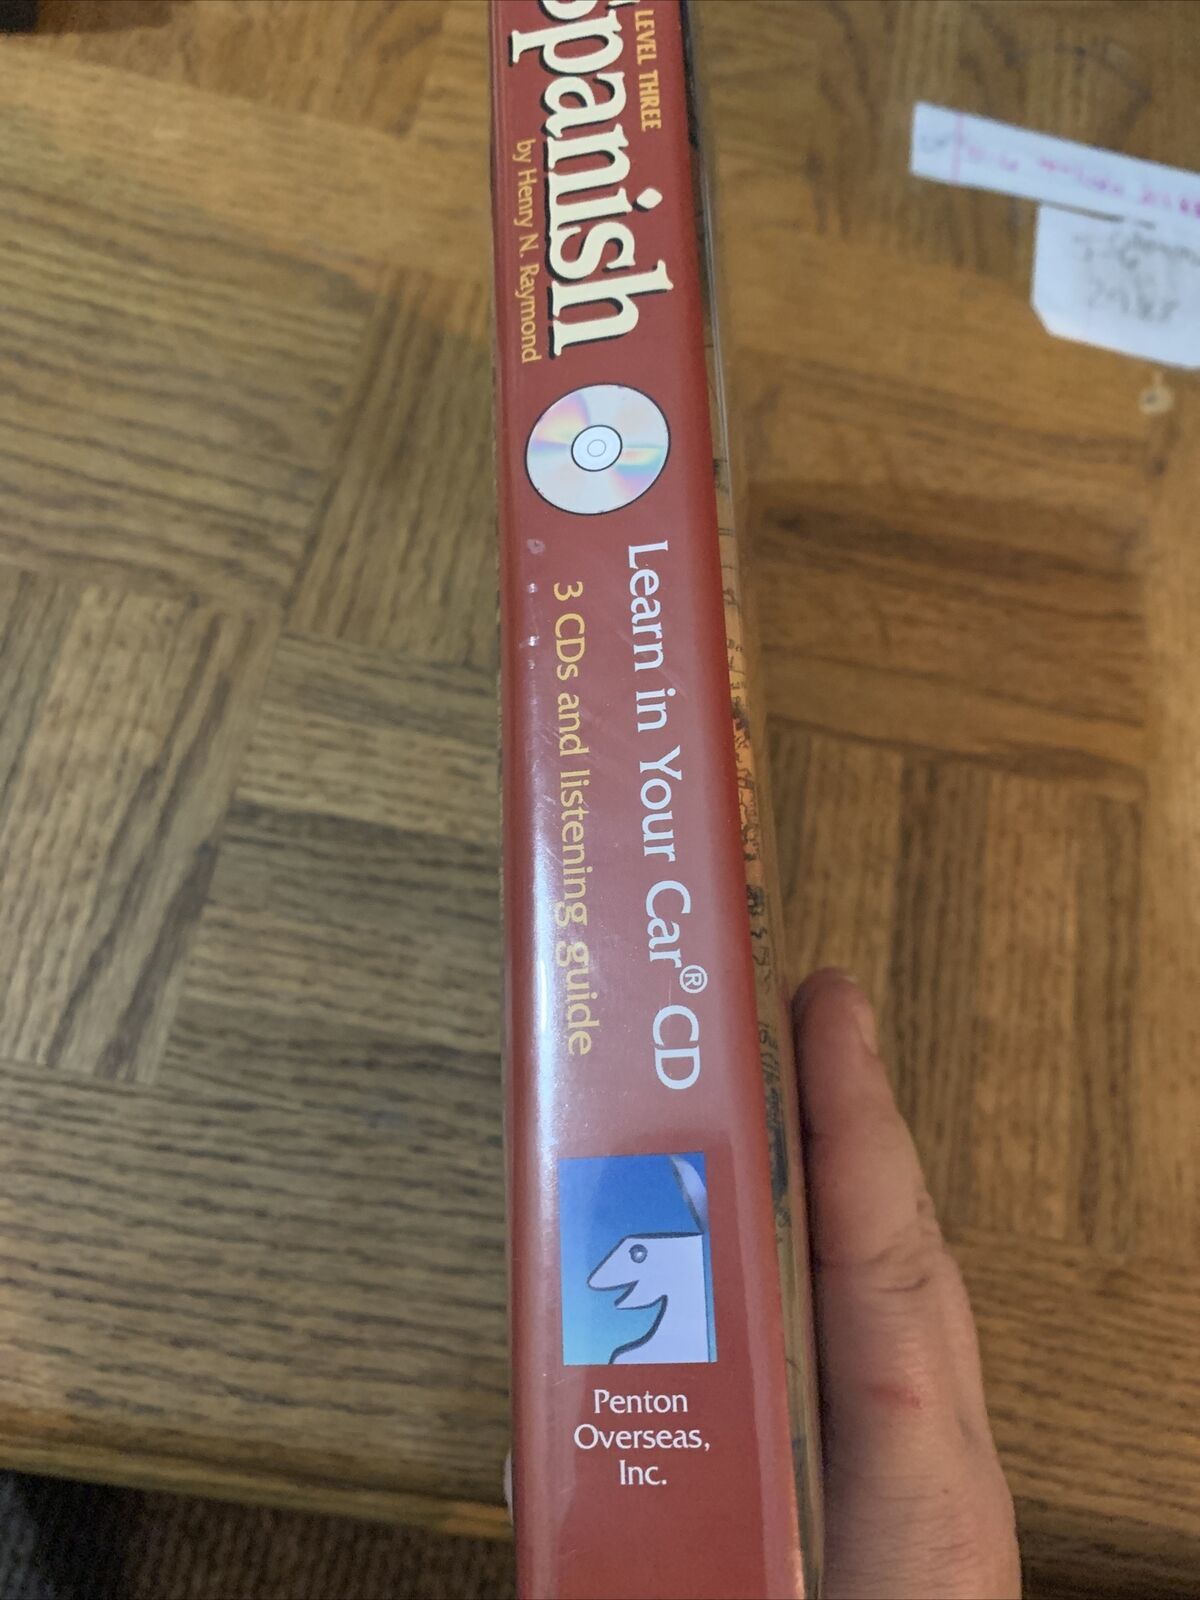 LEVEL THREE
Spanish
by Henry N. Raymond
Learn in Your Car® CD
3 CDs and listening guide
Penton
Overseas,
Inc.